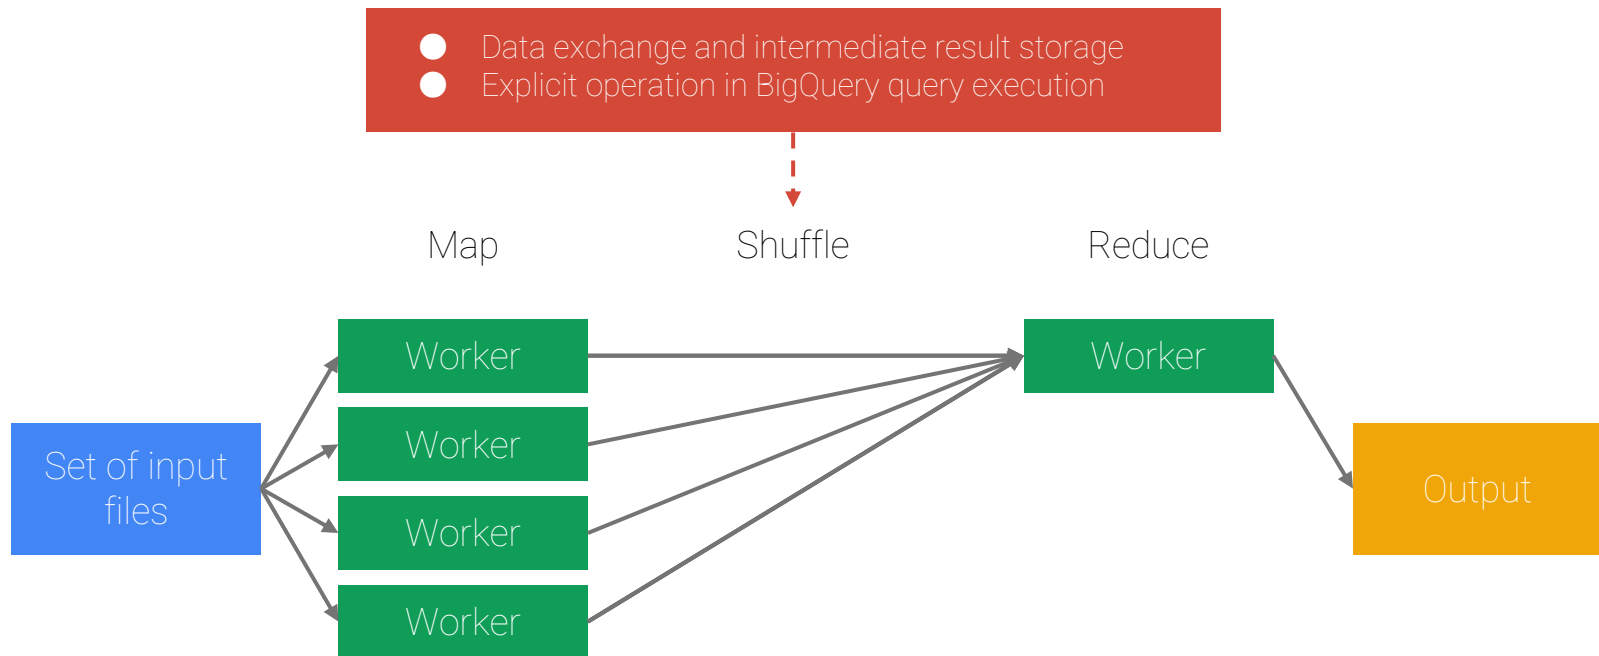 ● Data exchange and intermediate result storage
● Explicit operation in BigQuery query execution
Map Shuffle Reduce
Worker Worker
Worker
Set of input
files
Output
Worker
Worker